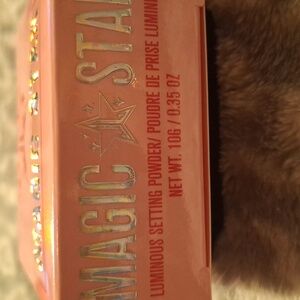 MAGIC STA
LUMINOUS SETTING POWDER/ POUDRE DE PRISE LUMIN
NET WT. 10G / 0.35 OZ